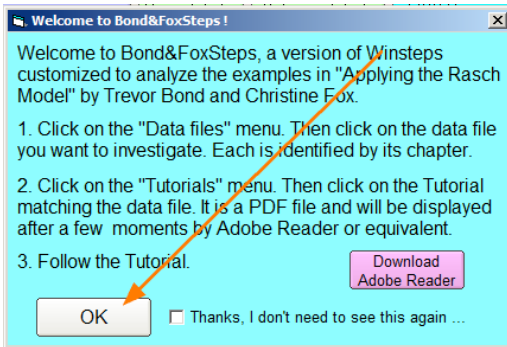 Welcome to Bond&FoxSteps !
Welcome to Bond&FoxSteps, a version of Winsteps
customized to analyze the examples in "Applying the Rasch
Model" by Trevor Bond and Christine Fox.
1. Click on the "Data files" menu. Then click on the data file
you want to investigate. Each is identified by its chapter.
2. Click on the "Tutorials" menu. Then click on the Tutorial
matching the data file. It is a PDF file and will be displayed
after a few moments by Adobe Reader or equivalent.
3. Follow the Tutorial.
Download
Adobe Reader
OK
Thanks, I don't need to see this again ...